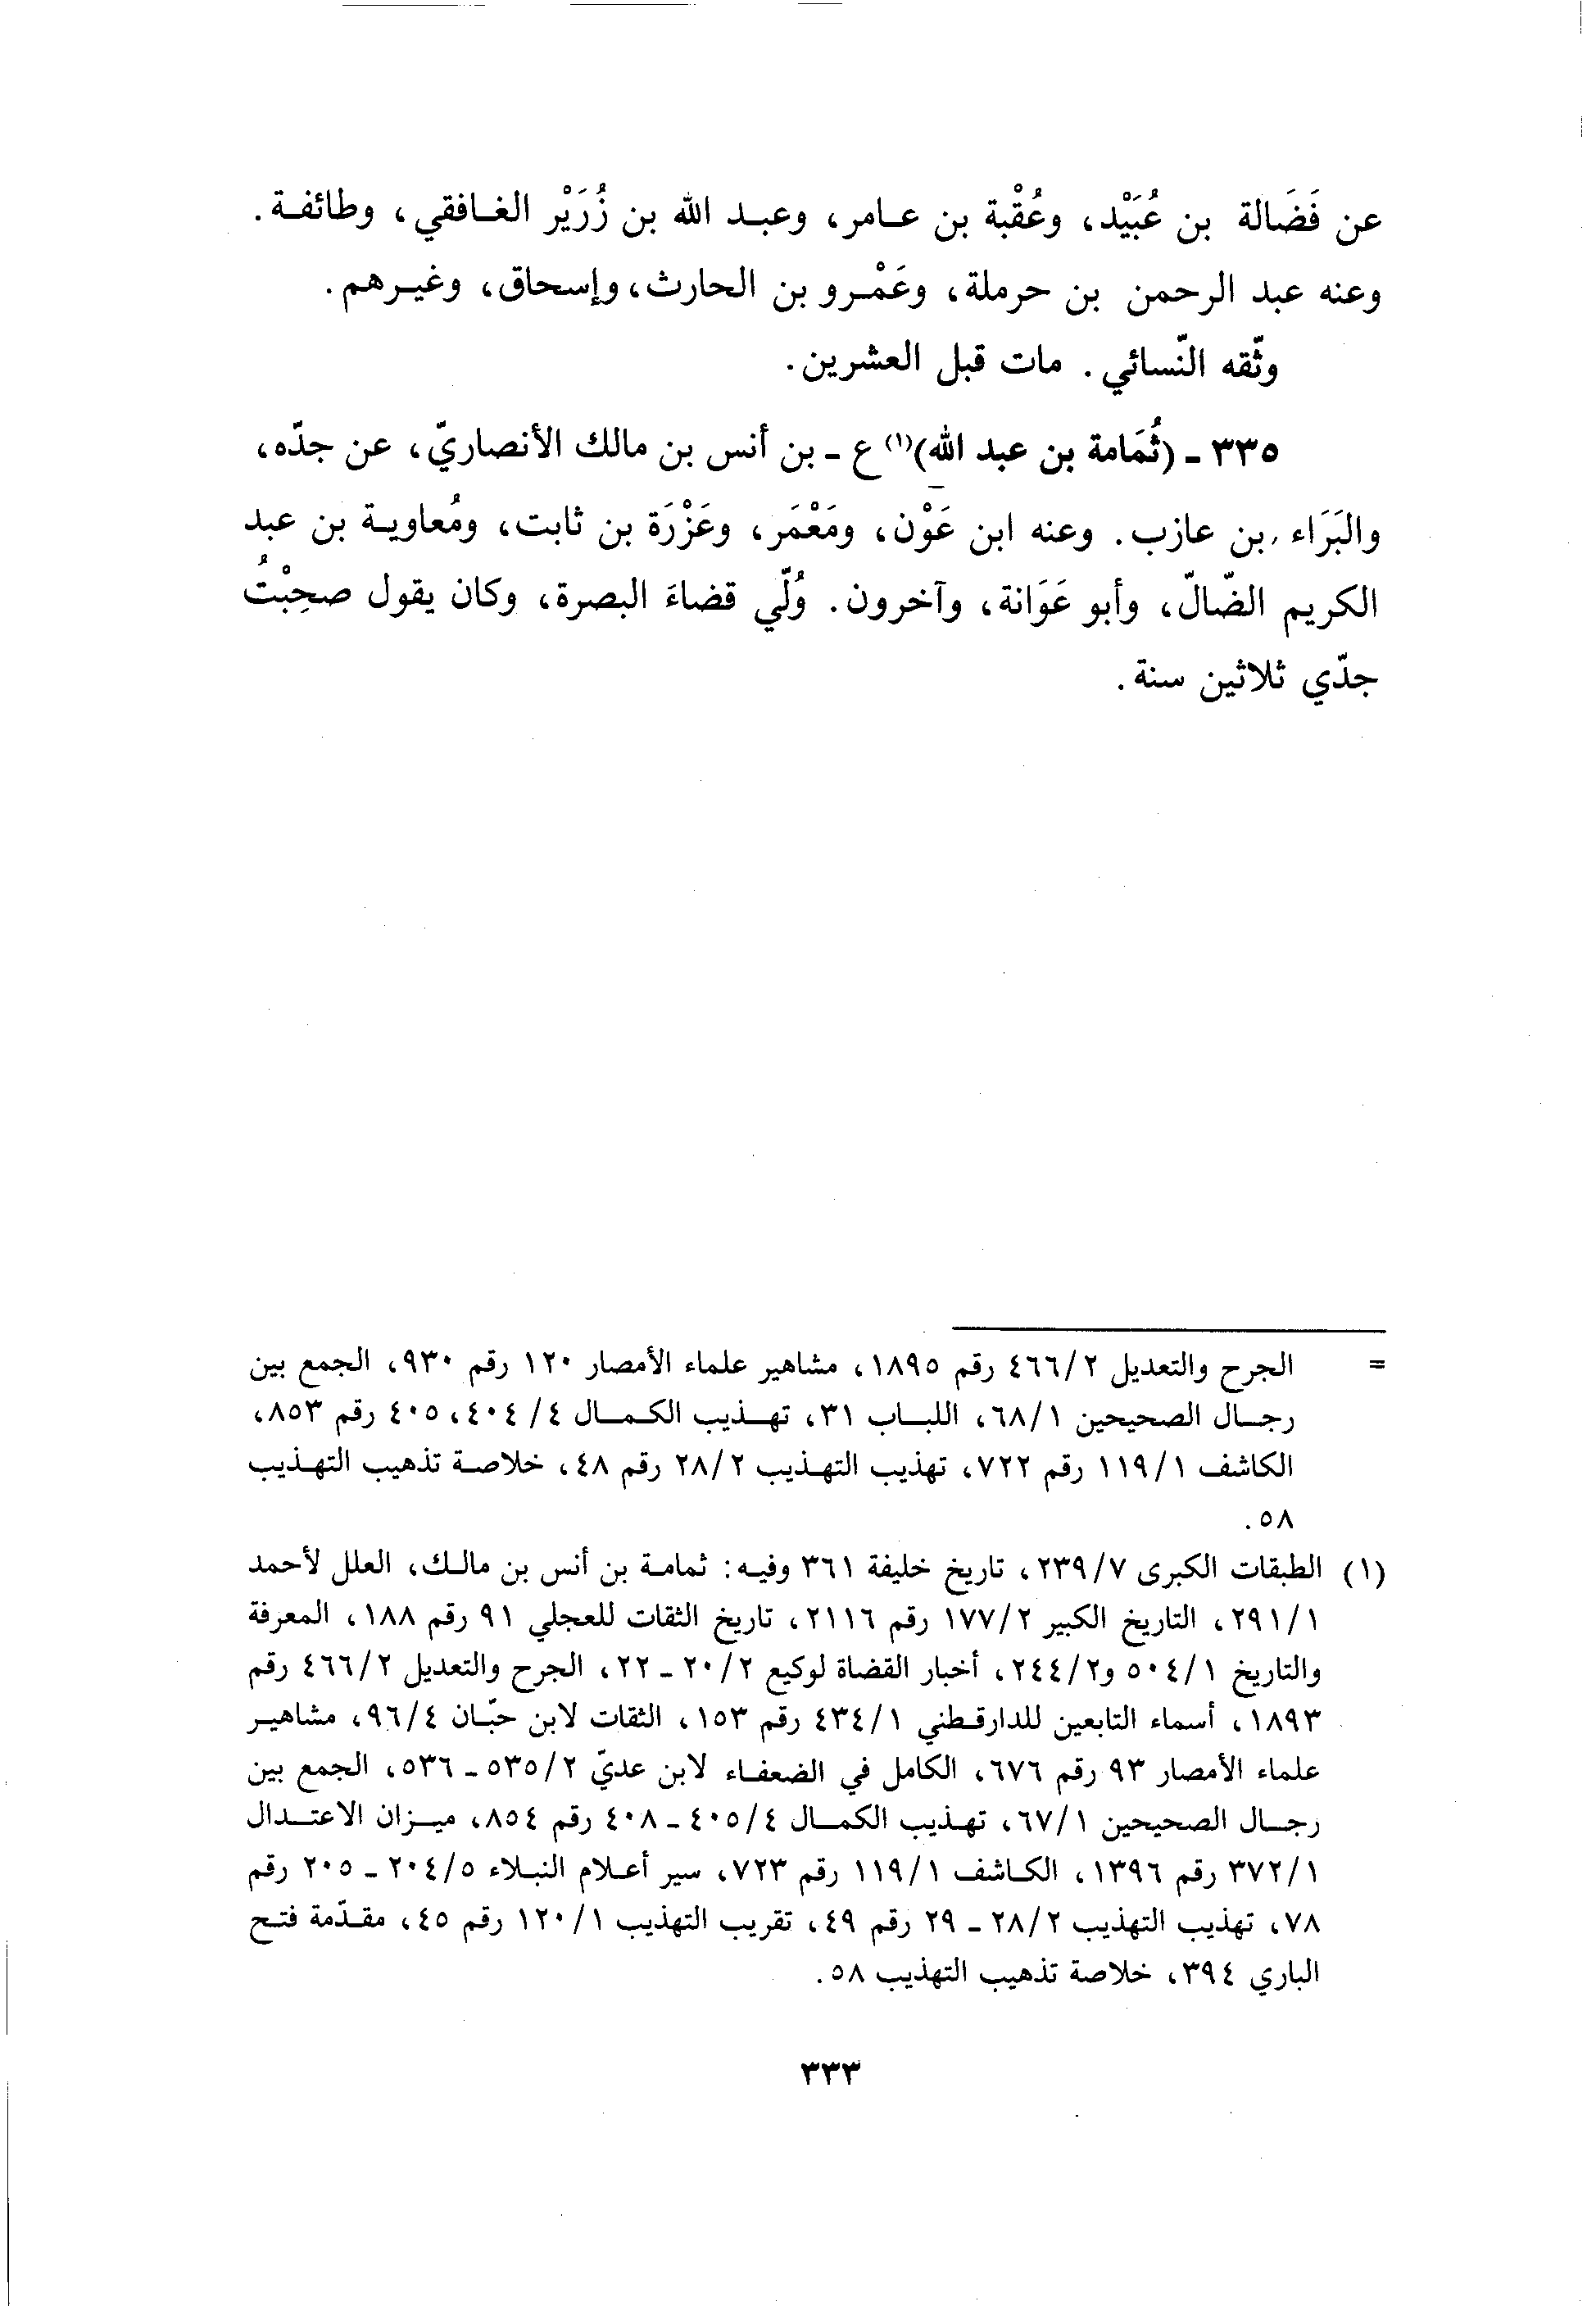 عن فَضَالة بن عُبَيْد، وعُقْبة بن عامر، وعبد الله بن زُرَيْر الغافقي، وطائفة.
وعنه عبد الرحمن بن حرملة، وعَمْرو بن الحارث، وإسحاق، وغيرهم.
وثّقه النّسائي. مات قبل العشرين.
٣٣٥ - (ثُمَامة بن عبد الله)(١) ع - بن أنس بن مالك الأنصاريّ، عن جدّه،
والبَرَاء بن عازب. وعنه ابن عَوْن، ومَعْمَر، وعَزْرَة بن ثابت، ومُعاوية بن عبد
الكريم الضّالّ، وأبو عَوَانة، وآخرون. وُلّي قضاءَ البصرة، وكان يقول صحِبْتُ
جدّي ثلاثين سنة.
= الجرح والتعديل ٤٦٦/٢ رقم ١٨٩٥، مشاهير علماء الأمصار ١٢٠ رقم ٩٣٠، الجمع بين
رجال الصحيحين ٦٨/١، اللباب ٣١، تهذيب الكمال ٤/ ٤٠٤، ٤٠٥ رقم ٨٥٣،
الكاشف ١١٩/١ رقم ٧٢٢، تهذيب التهذيب ٢٨/٢ رقم ٤٨، خلاصة تذهيب التهذيب
٥٨.
(١) الطبقات الكبرى ٢٣٩/٧، تاريخ خليفة ٣٦١ وفيه: ثمامة بن أنس بن مالك، العلل لأحمد
٢٩١/١، التاريخ الكبير ١٧٧/٢ رقم ٢١١٦، تاريخ الثقات للعجلي ٩١ رقم ١٨٨، المعرفة
والتاريخ ٥٠٤/١ و٢٤٤/٢، أخبار القضاة لوكيع ٢٠/٢ - ٢٢، الجرح والتعديل ٤٦٦/٢ رقم
١٨٩٣، أسماء التابعين للدارقطني ٤٣٤/١ رقم ١٥٣، الثقات لابن حبّان ٩٦/٤، مشاهير
علماء الأمصار ٩٣ رقم ٦٧٦، الكامل في الضعفاء لابن عديّ ٥٣٥/٢ - ٥٣٦، الجمع بين
رجال الصحيحين ٦٧/١، تهذيب الكمال ٤٠٥/٤ - ٤٠٨ رقم ٨٥٤، ميزان الاعتدال
٣٧٢/١ رقم ١٣٩٦، الكاشف ١١٩/١ رقم ٧٢٣، سير أعلام النبلاء ٢٠٤/٥ - ٢٠٥ رقم
٧٨، تهذيب التهذيب ٢٨/٢ - ٢٩ رقم ٤٩، تقريب التهذيب ١٢٠/١ رقم ٤٥، مقدّمة فتح
الباري ٣٩٤، خلاصة تذهيب التهذيب ٥٨.
٣٣٣